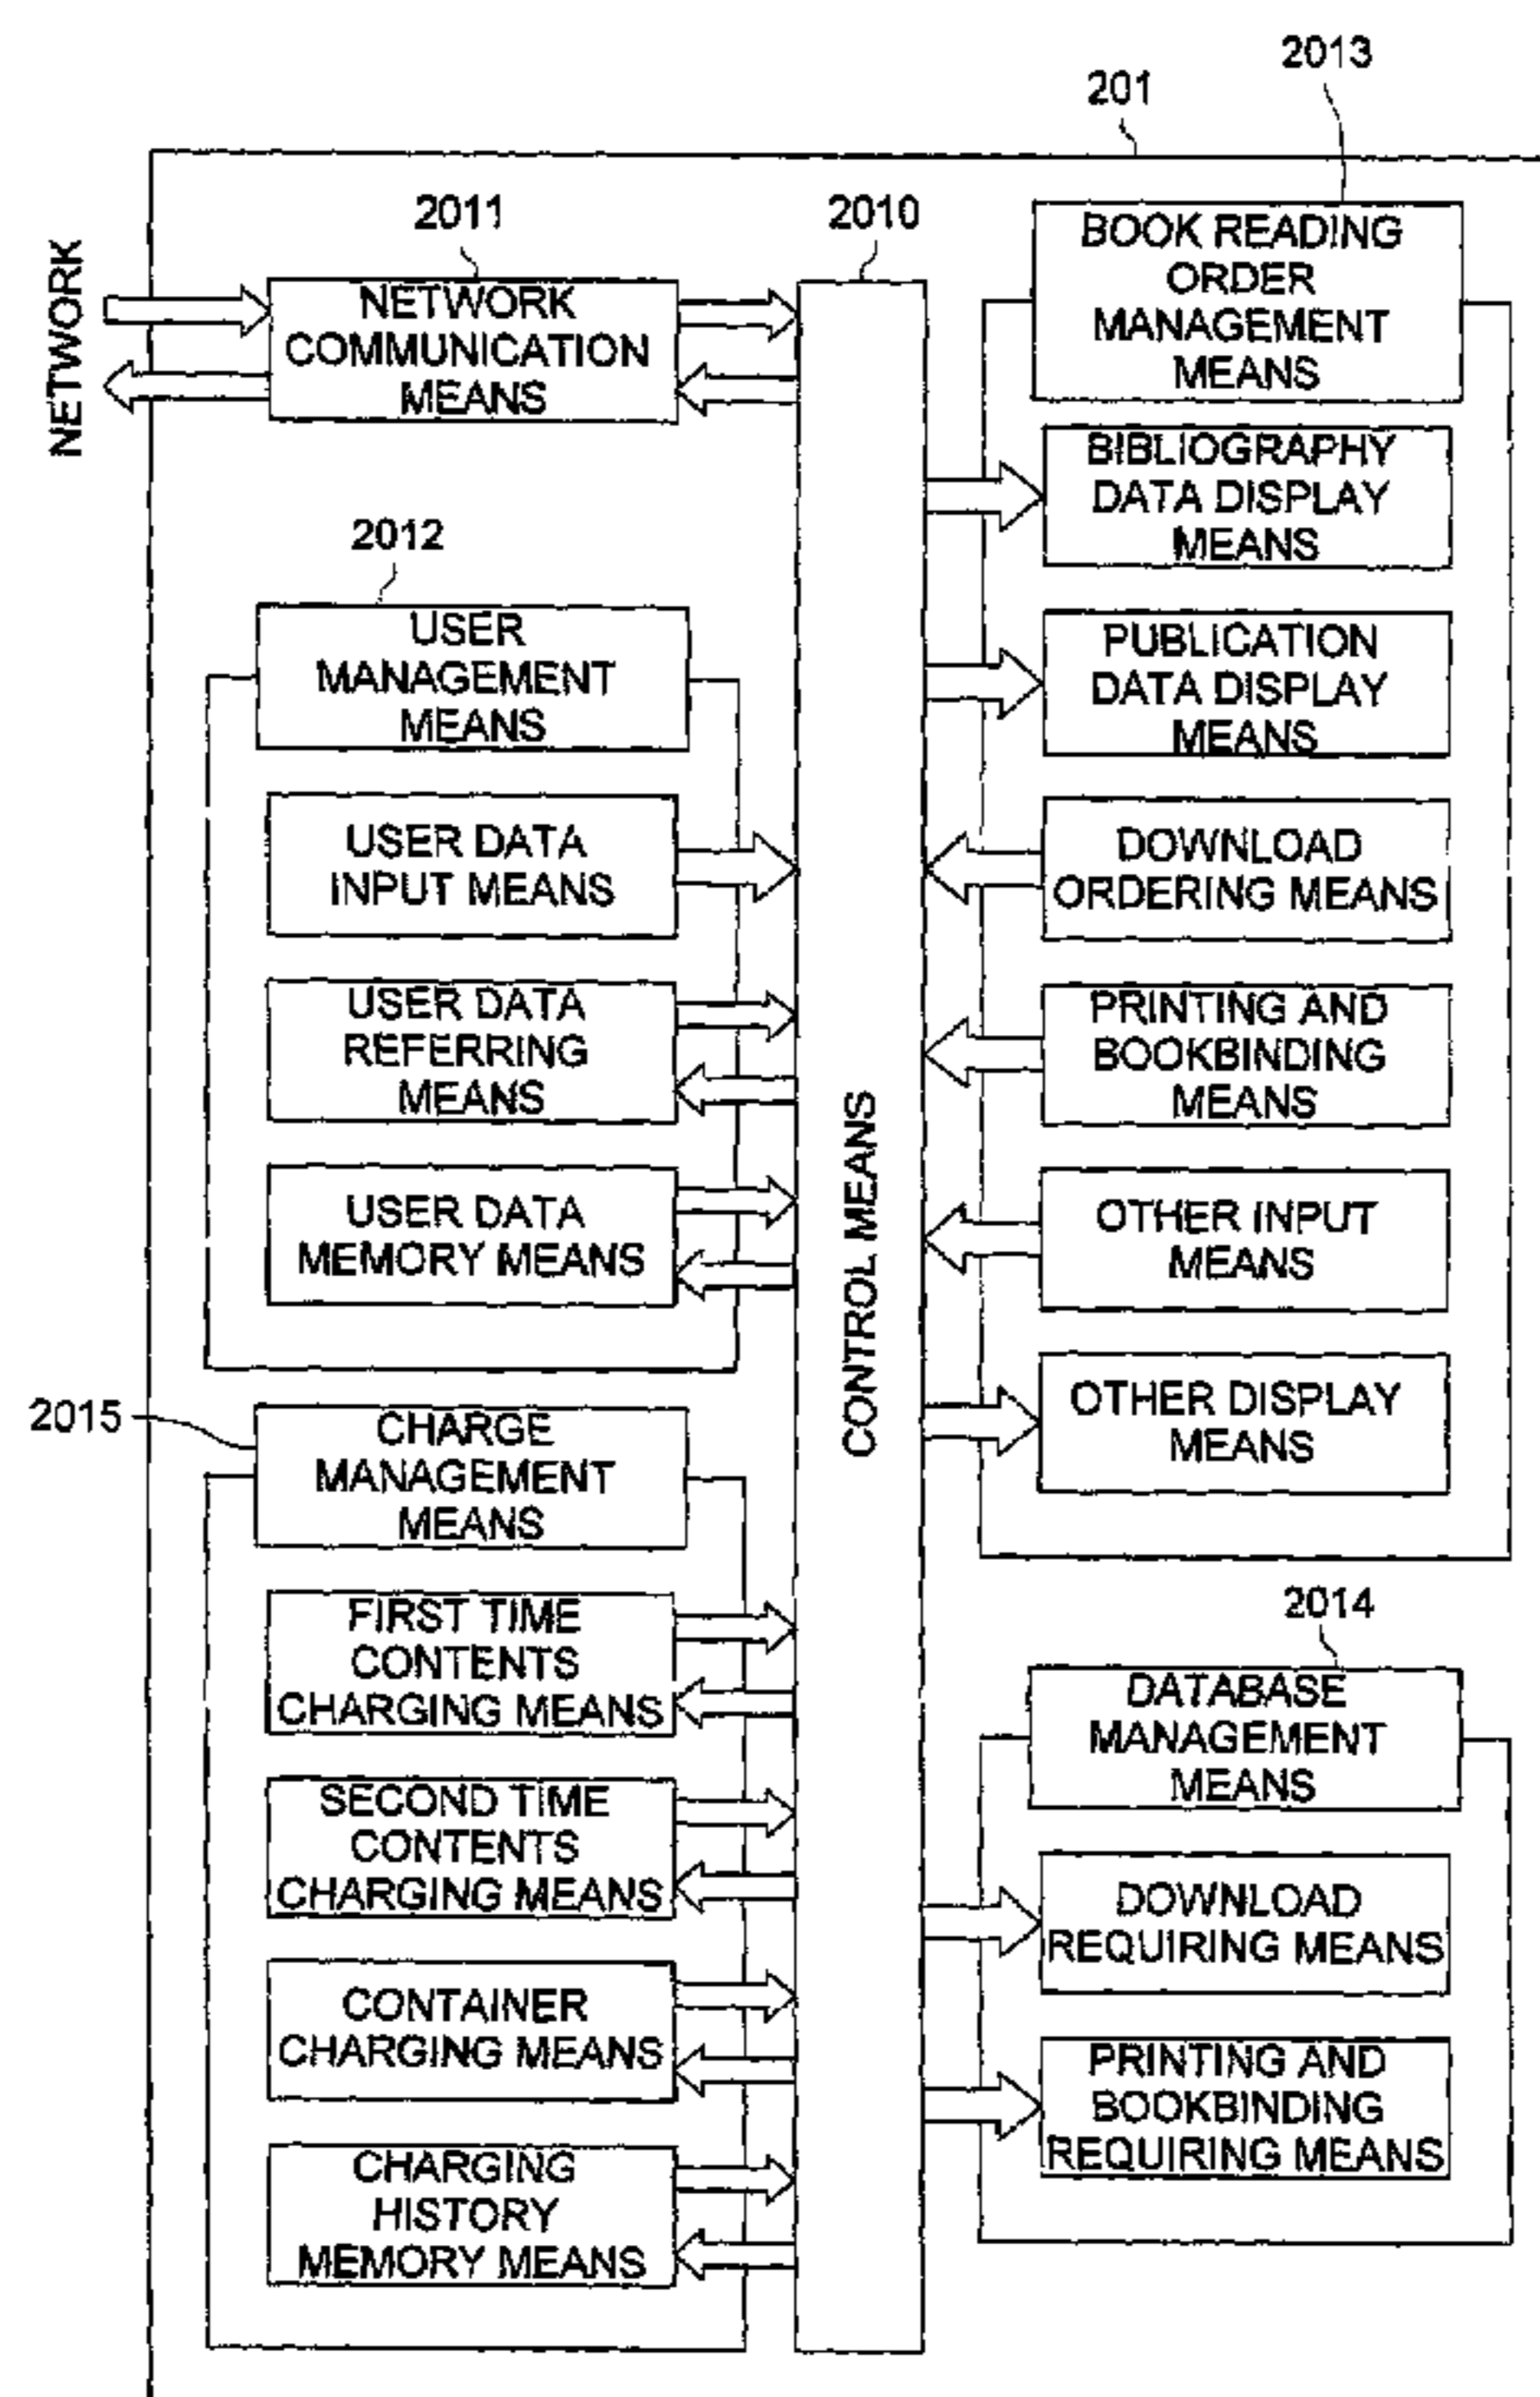 2013
201
2011
2010
NETWORK
NETWORK
COMMUNICATION
MEANS
BOOK READING
ORDER
MANAGEMENT
MEANS
BIBLIOGRAPHY
DATA DISPLAY
MEANS
PUBLICATION
DATA DISPLAY
MEANS
DOWNLOAD
ORDERING MEANS
PRINTING AND
BOOKBINDING
MEANS
OTHER INPUT
MEANS
OTHER DISPLAY
MEANS
2012
USER
MANAGEMENT
MEANS
USER DATA
INPUT MEANS
USER DATA
REFERRING
MEANS
USER DATA
MEMORY MEANS
CONTROL MEANS
2015
CHARGE
MANAGEMENT
MEANS
FIRST TIME
CONTENTS
CHARGING MEANS
SECOND TIME
CONTENTS
CHARGING MEANS
CONTAINER
CHARGING MEANS
CHARGING
HISTORY
MEMORY MEANS
2014
DATABASE
MANAGEMENT
MEANS
DOWNLOAD
REQUIRING MEANS
PRINTING AND
BOOKBINDING
REQUIRING MEANS